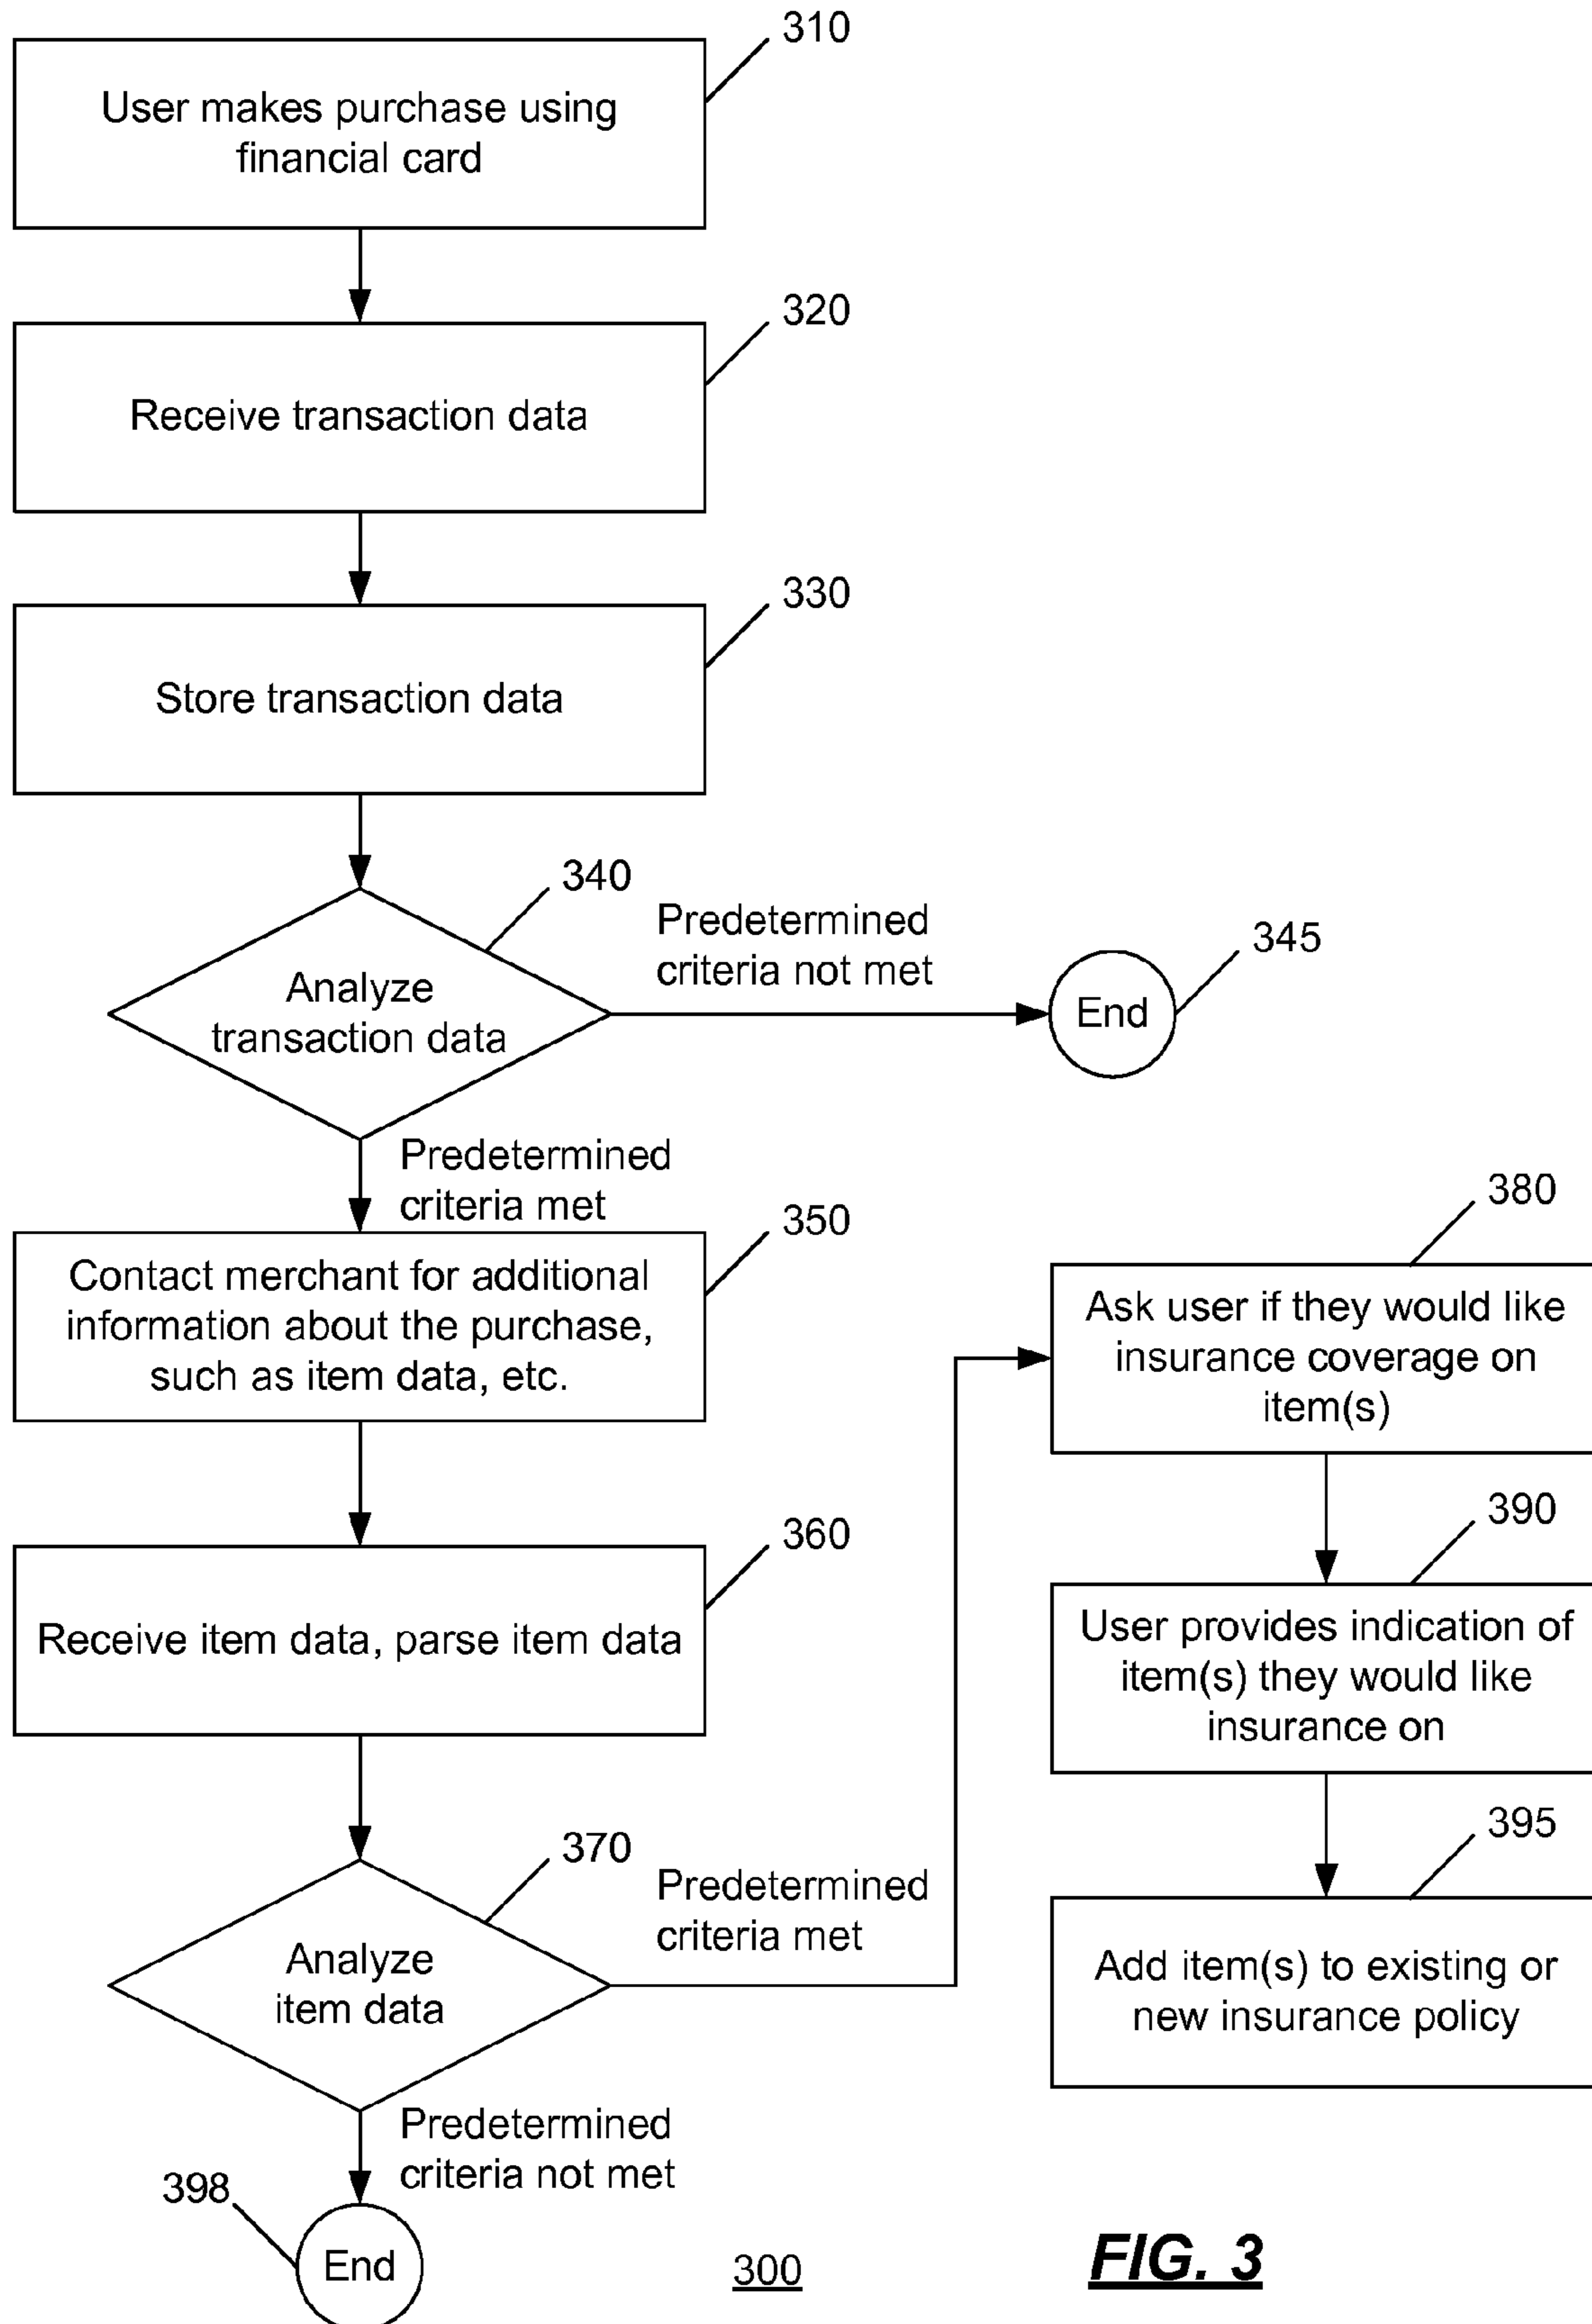 310
User makes purchase using
financial card
320
Receive transaction data
330
Store transaction data
340
Analyze
transaction data
Predetermined
criteria not met
End
345
Predetermined
criteria met
350
Contact merchant for additional
information about the purchase,
such as item data, etc.
360
Receive item data, parse item data
370
Analyze
item data
Predetermined
criteria met
380
Ask user if they would like
insurance coverage on
item(s)
390
User provides indication of
item(s) they would like
insurance on
395
Add item(s) to existing or
new insurance policy
Predetermined
criteria not met
398
End
300
FIG. 3